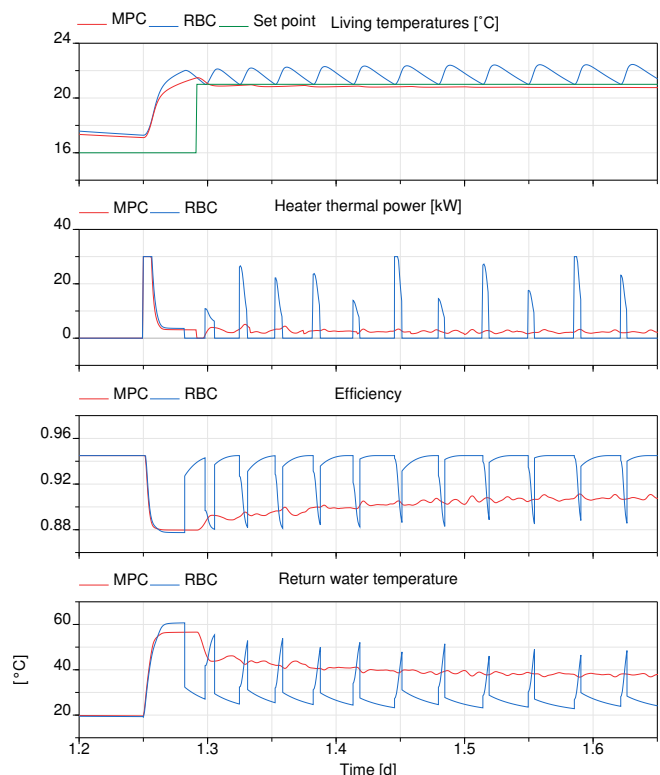 MPC RBC Set point Living temperatures [˚C]
24
20
16
MPC RBC Heater thermal power [kW]
40
30
20
10
0
MPC RBC Efficiency
0.96
0.92
0.88
MPC RBC Return water temperature
60
40
20
[°C]
1.2 1.3 1.4 1.5 1.6
Time [d]